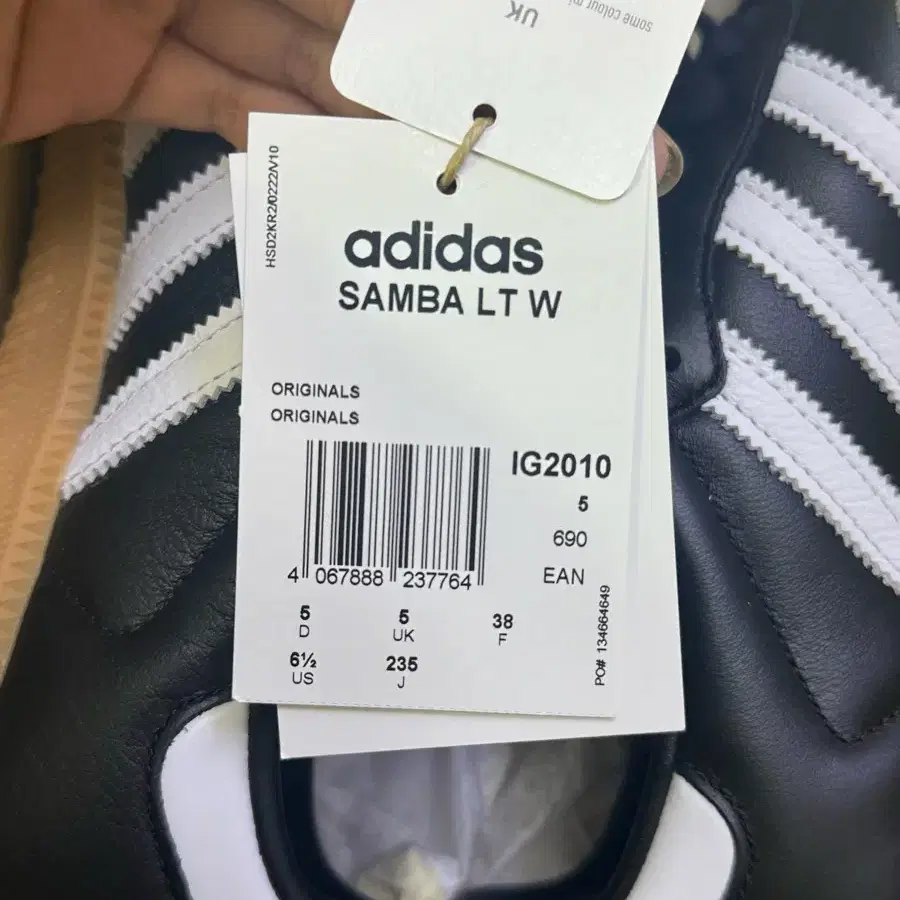 UK
some colour
HSD2KR2/0222/V10
adidas
SAMBA LT W
ORIGINALS
ORIGINALS
IG2010
5
690
EAN
4 067888 237764
5 5 38
D UK F
6½ 235
US J
PO# 134664649